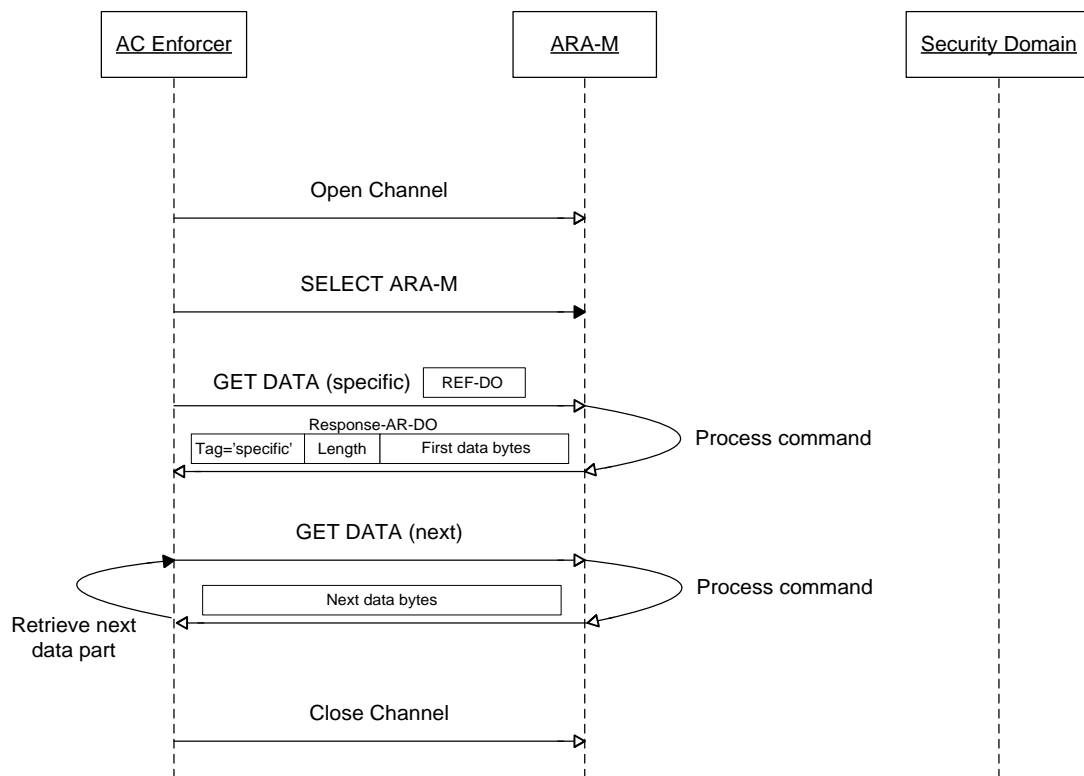 AC Enforcer
ARA-M
Security Domain
Open Channel
SELECT ARA-M
GET DATA (specific)
REF-DO
Response-AR-DO
Tag='specific'
Length
First data bytes
Process command
GET DATA (next)
Next data bytes
Process command
Retrieve next
data part
Close Channel